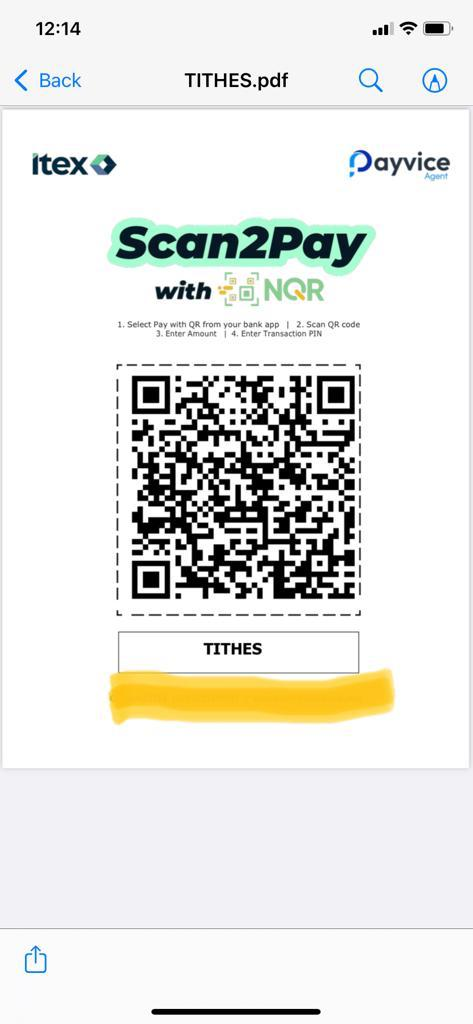 12:14
Back TITHES.pdf
itex Payvice
Agent
Scan2Pay
with NQR
1. Select Pay with QR from your bank app | 2. Scan QR code
3. Enter Amount | 4. Enter Transaction PIN
TITHES